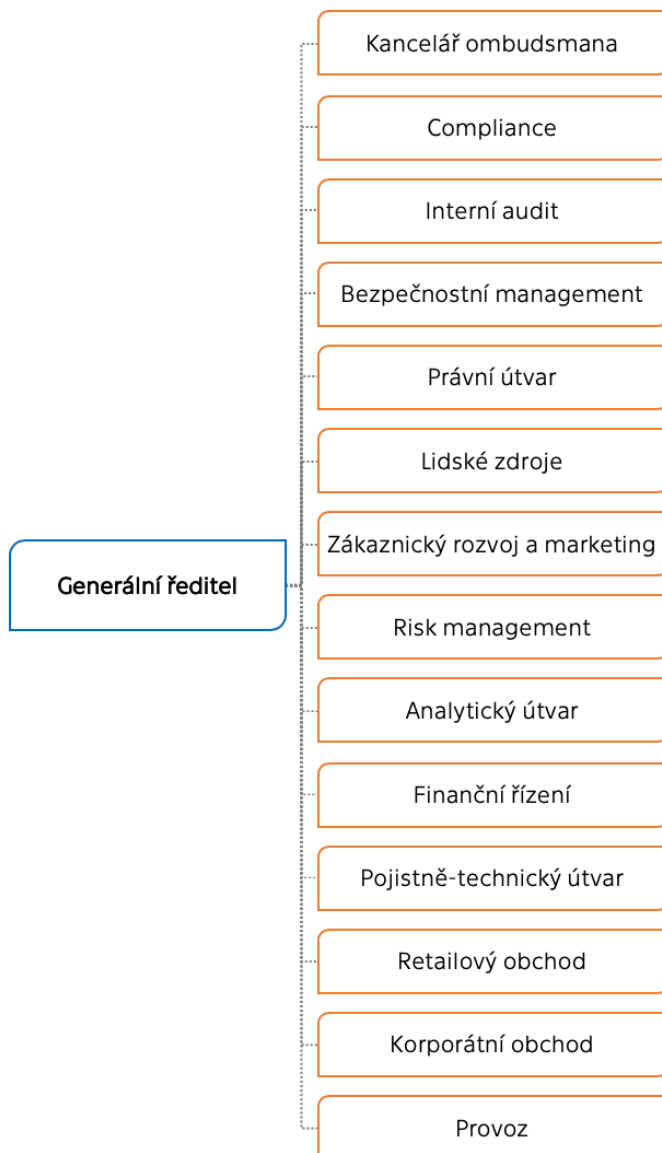 Kancelář ombudsmana
Compliance
Interní audit
Bezpečnostní management
Právní útvar
Lidské zdroje
Zákaznický rozvoj a marketing
Generální ředitel
Risk management
Analytický útvar
Finanční řízení
Pojistně-technický útvar
Retailový obchod
Korporátní obchod
Provoz